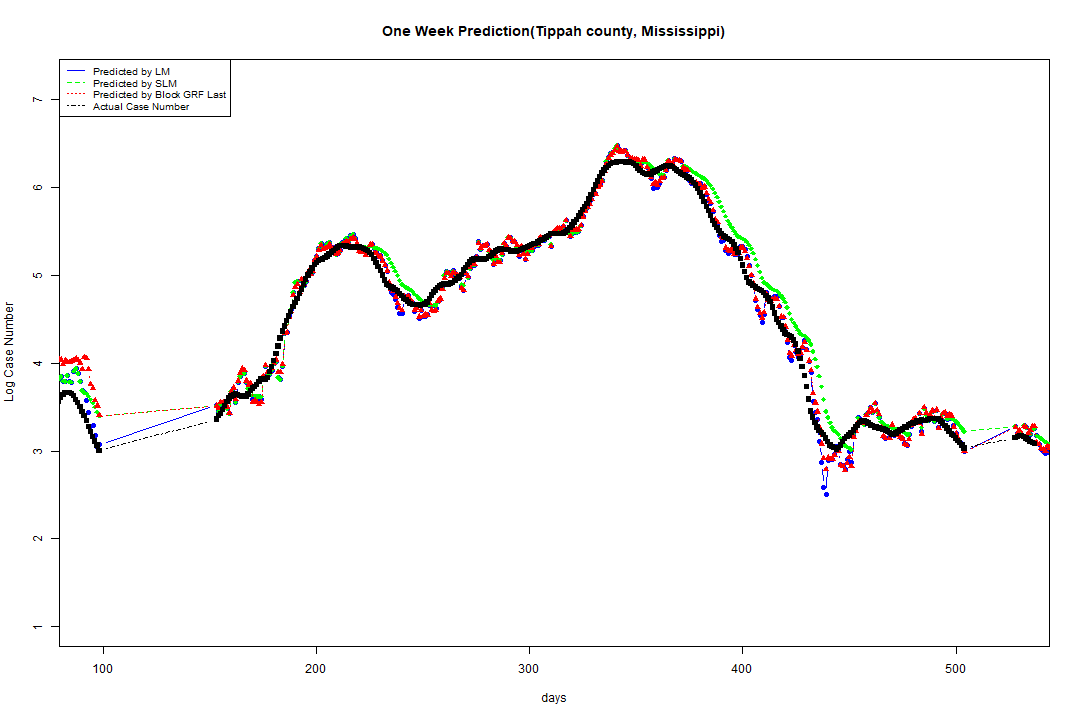 One Week Prediction(Tippah county, Mississippi)
Predicted by LM
Predicted by SLM
Predicted by Block GRF Last
Actual Case Number
7
6
5
4
3
2
1
Log Case Number
100 200 300 400 500
days